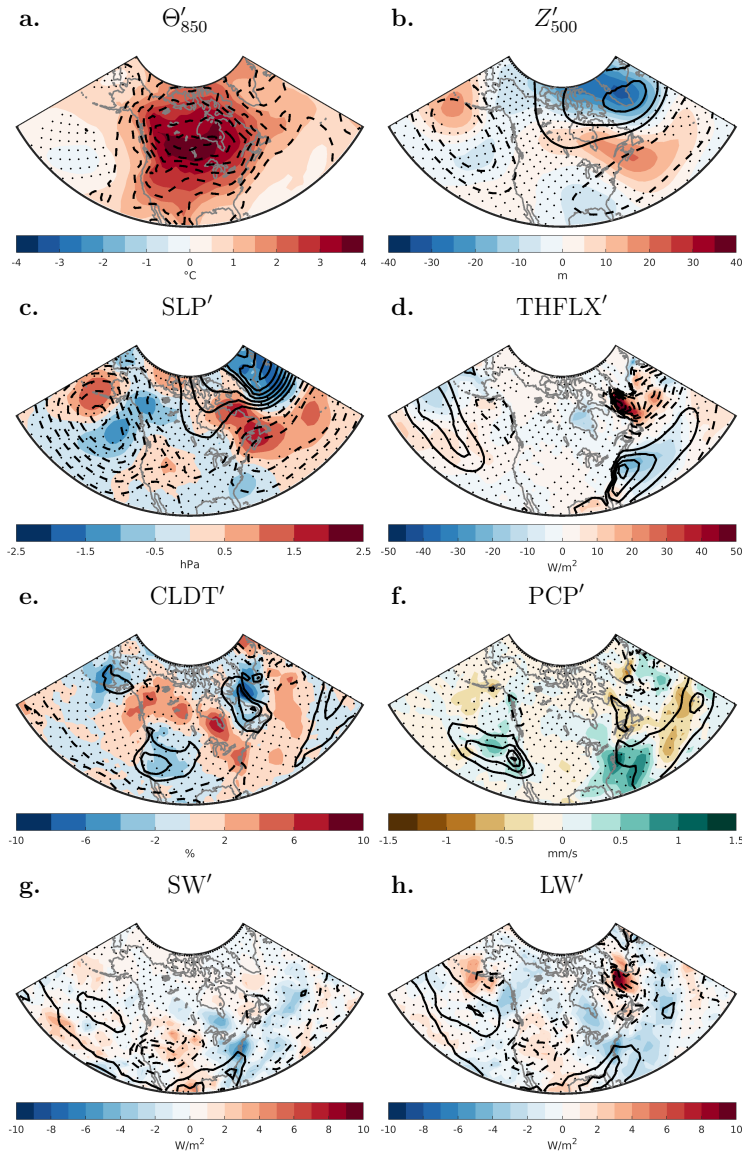 a. Θ′850
b. Z′500
-4 -3 -2 -1 0 1 2 3 4
°C
-40 -30 -20 -10 0 10 20 30 40
m
c. SLP′
d. THFLX′
-2.5 -1.5 -0.5 0.5 1.5 2.5
hPa
-50 -40 -30 -20 -10 0 10 20 30 40 50
W/m²
e. CLDT′
f. PCP′
-10 -6 -2 2 6 10
%
-1.5 -1 -0.5 0 0.5 1 1.5
mm/s
g. SW′
h. LW′
-10 -8 -6 -4 -2 0 2 4 6 8 10
W/m²
-10 -8 -6 -4 -2 0 2 4 6 8 10
W/m²